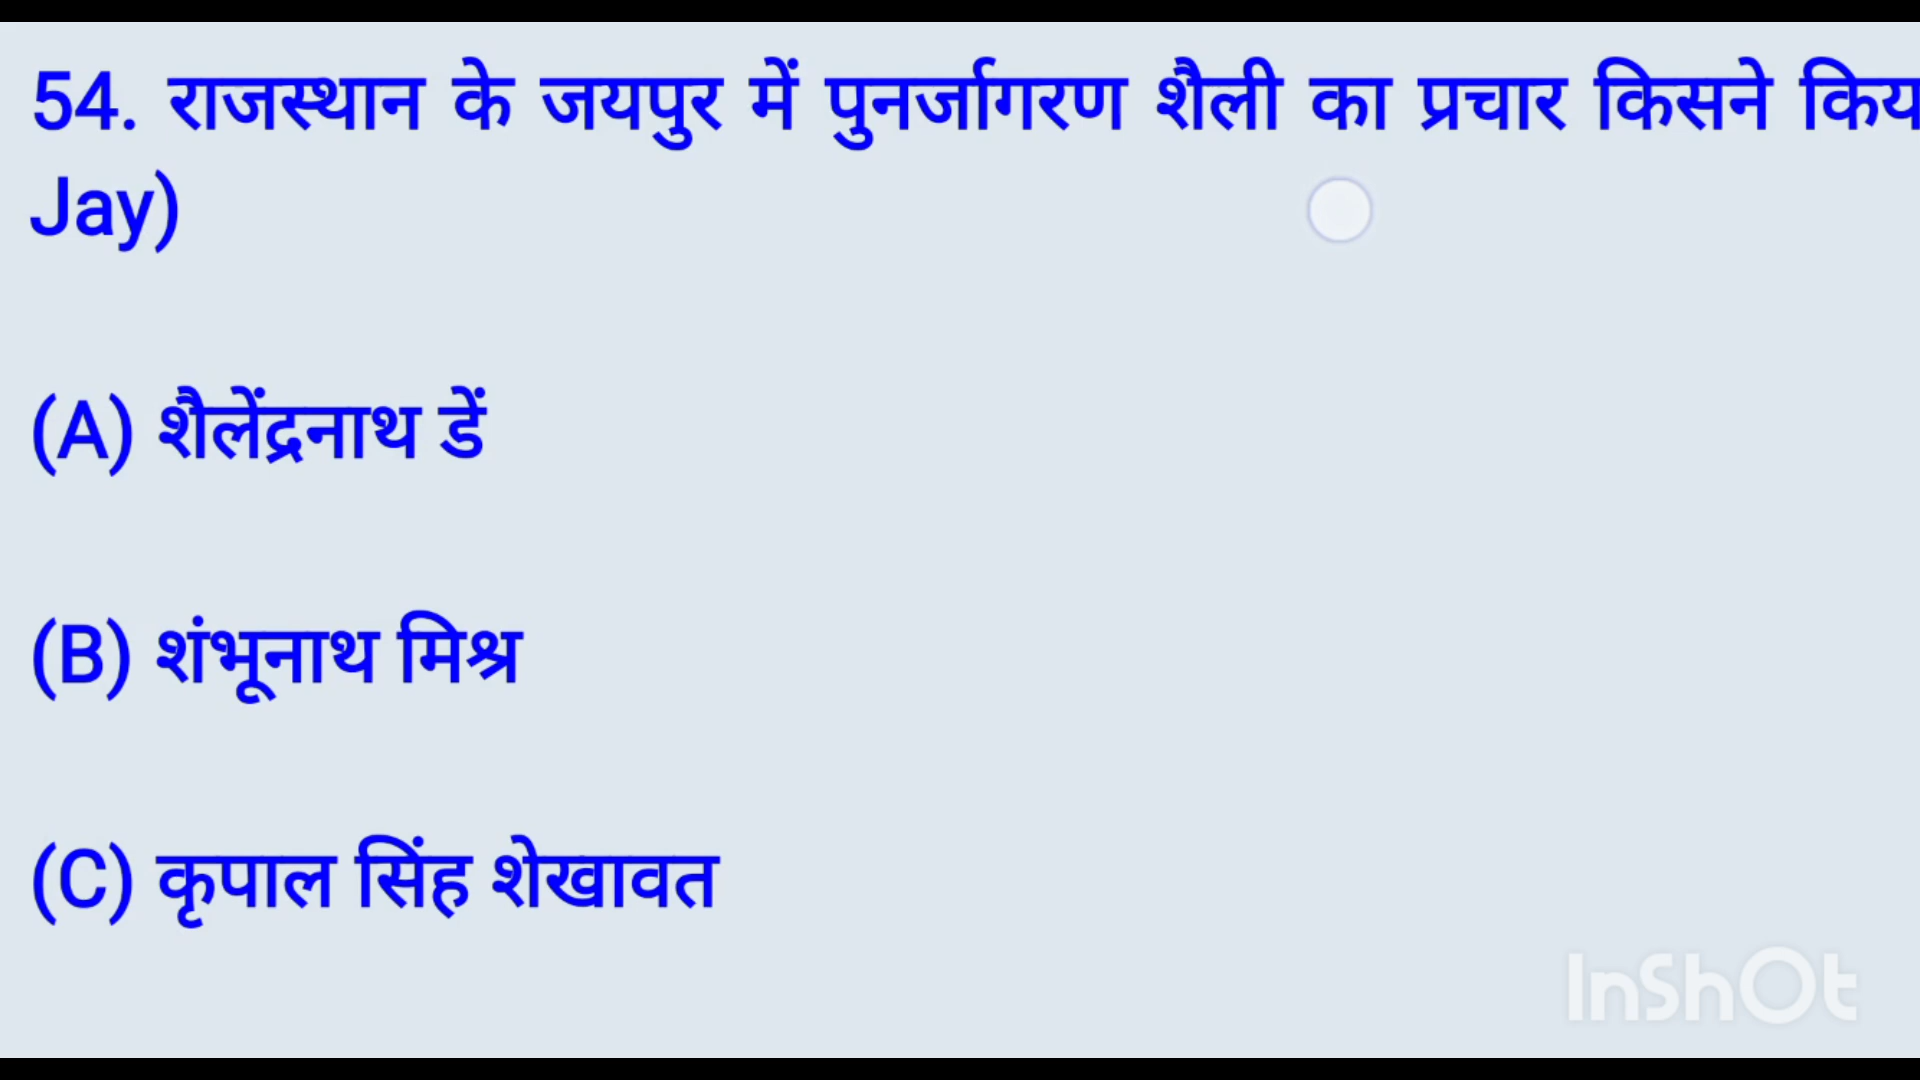 54. राजस्थान के जयपुर में पुनर्जागरण शैली का प्रचार किसने किय
Jay)
(A) शैलेंद्रनाथ डें
(B) शंभूनाथ मिश्र
(C) कृपाल सिंह शेखावत
InShOt